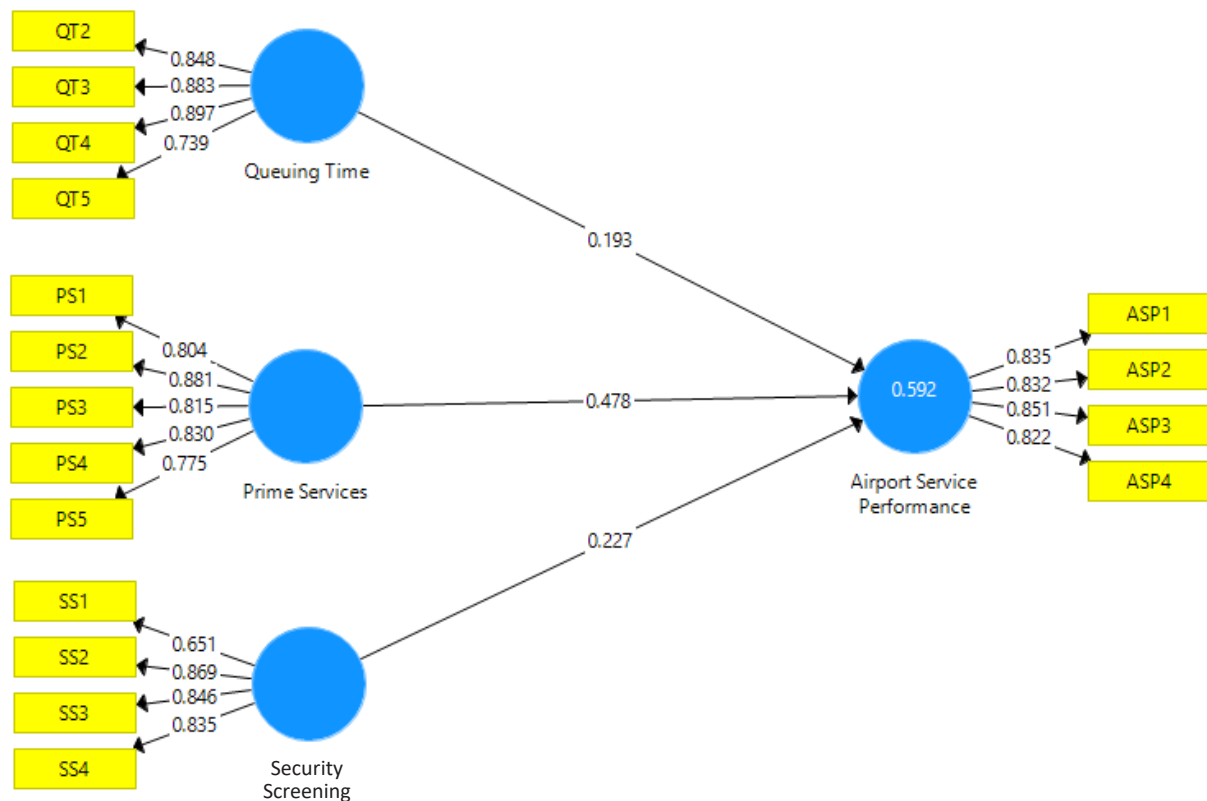 QT2
0.848
QT3
0.883
0.897
QT4
0.739
QT5
Queuing Time
0.193
PS1
0.804
PS2
0.881
PS3
0.815
0.830
PS4
0.775
PS5
Prime Services
0.478
SS1
0.651
SS2
0.869
0.846
SS3
0.835
SS4
Security
Screening
0.227
0.592
Airport Service
Performance
ASP1
0.835
ASP2
0.832
0.851
ASP3
0.822
ASP4